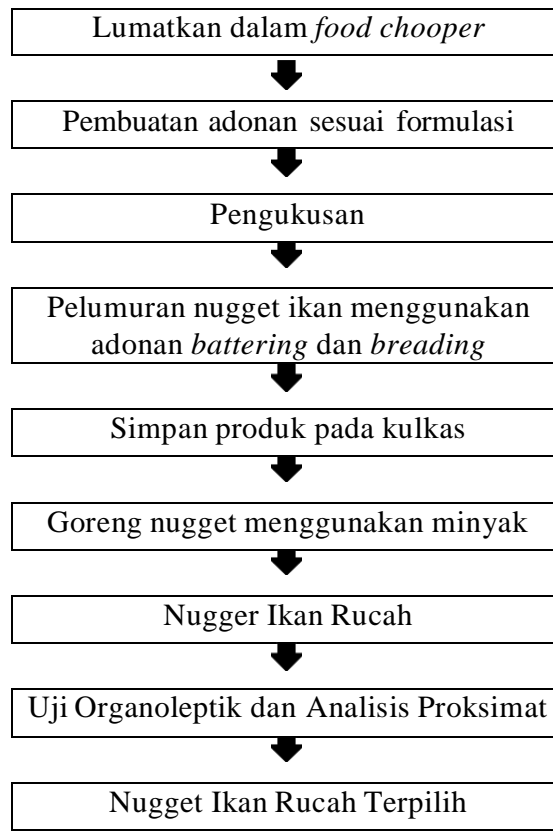 Lumatkan dalam food chooper
Pembuatan adonan sesuai formulasi
Pengukusan
Pelumuran nugget ikan menggunakan
adonan battering dan breading
Simpan produk pada kulkas
Goreng nugget menggunakan minyak
Nugger Ikan Rucah
Uji Organoleptik dan Analisis Proksimat
Nugget Ikan Rucah Terpilih